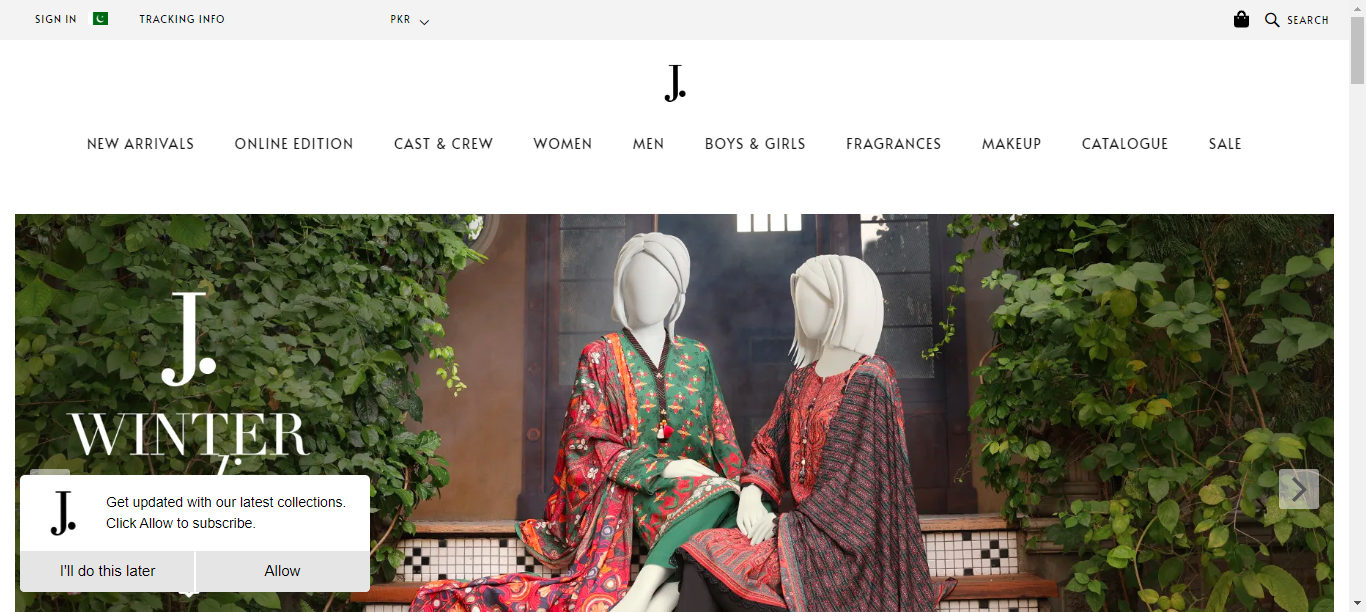 SIGN IN
TRACKING INFO
PKR
SEARCH
J.
NEW ARRIVALS
ONLINE EDITION
CAST & CREW
WOMEN
MEN
BOYS & GIRLS
FRAGRANCES
MAKEUP
CATALOGUE
SALE
J.
WINTER
J.
Get updated with our latest collections.
Click Allow to subscribe.
I'll do this later
Allow